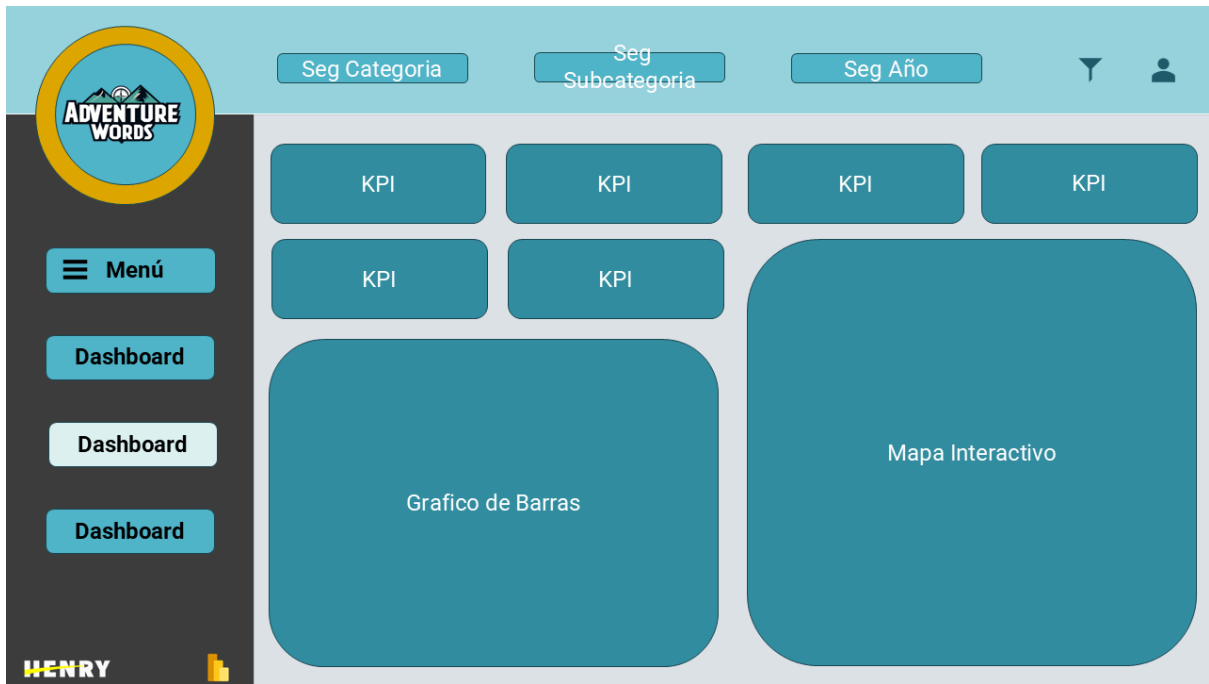 Seg Categoria
Seg
Subcategoria
Seg Año
ADVENTURE
WORDS
KPI
KPI
KPI
KPI
Menú
KPI
KPI
Dashboard
Dashboard
Mapa Interactivo
Grafico de Barras
Dashboard
HENRY